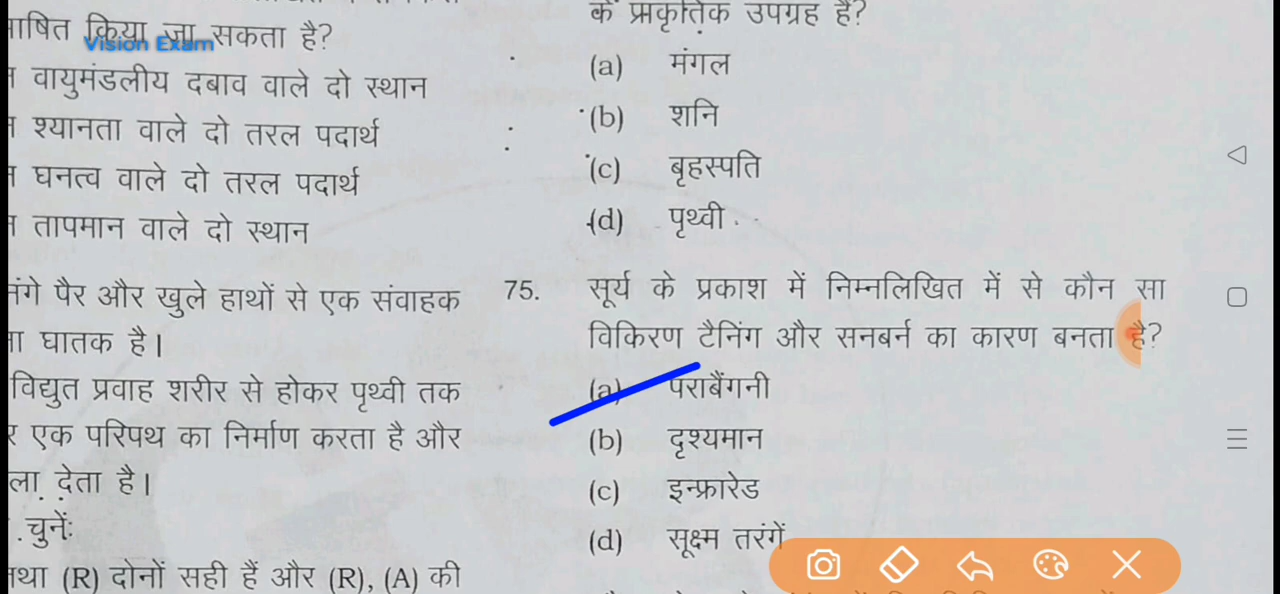 किया जा सकता है?
Vision Exam
वायुमंडलीय दबाव वाले दो स्थान
श्यानता वाले दो तरल पदार्थ
घनत्व वाले दो तरल पदार्थ
तापमान वाले दो स्थान
पैर और खुले हाथों से एक संवाहक
घातक है।
विद्युत प्रवाह शरीर से होकर पृथ्वी तक
एक परिपथ का निर्माण करता है और
देता है।
चुनें:
(R) दोनों सही हैं और (R), (A) की
के प्राकृतिक उपग्रह हैं?
(a) मंगल
(b) शनि
(c) बृहस्पति
(d) पृथ्वी
75. सूर्य के प्रकाश में निम्नलिखित में से कौन सा
विकिरण टैनिंग और सनबर्न का कारण बनता है?
(a) पराबैंगनी
(b) दृश्यमान
(c) इन्फ्रारेड
(d) सूक्ष्म तरंगें